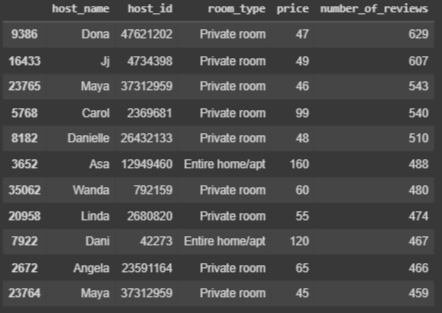 host_name host_id room_type price number_of_reviews
9386 Dona 47621202 Private room 47 629
16433 Jj 4734398 Private room 49 607
23765 Maya 37312959 Private room 46 543
5768 Carol 2369681 Private room 99 540
8182 Danielle 26432133 Private room 48 510
3652 Asa 12949460 Entire home/apt 160 488
35062 Wanda 792159 Private room 60 480
20958 Linda 2680820 Private room 55 474
7922 Dani 42273 Entire home/apt 120 467
2672 Angela 23591164 Private room 65 466
23764 Maya 37312959 Private room 45 459